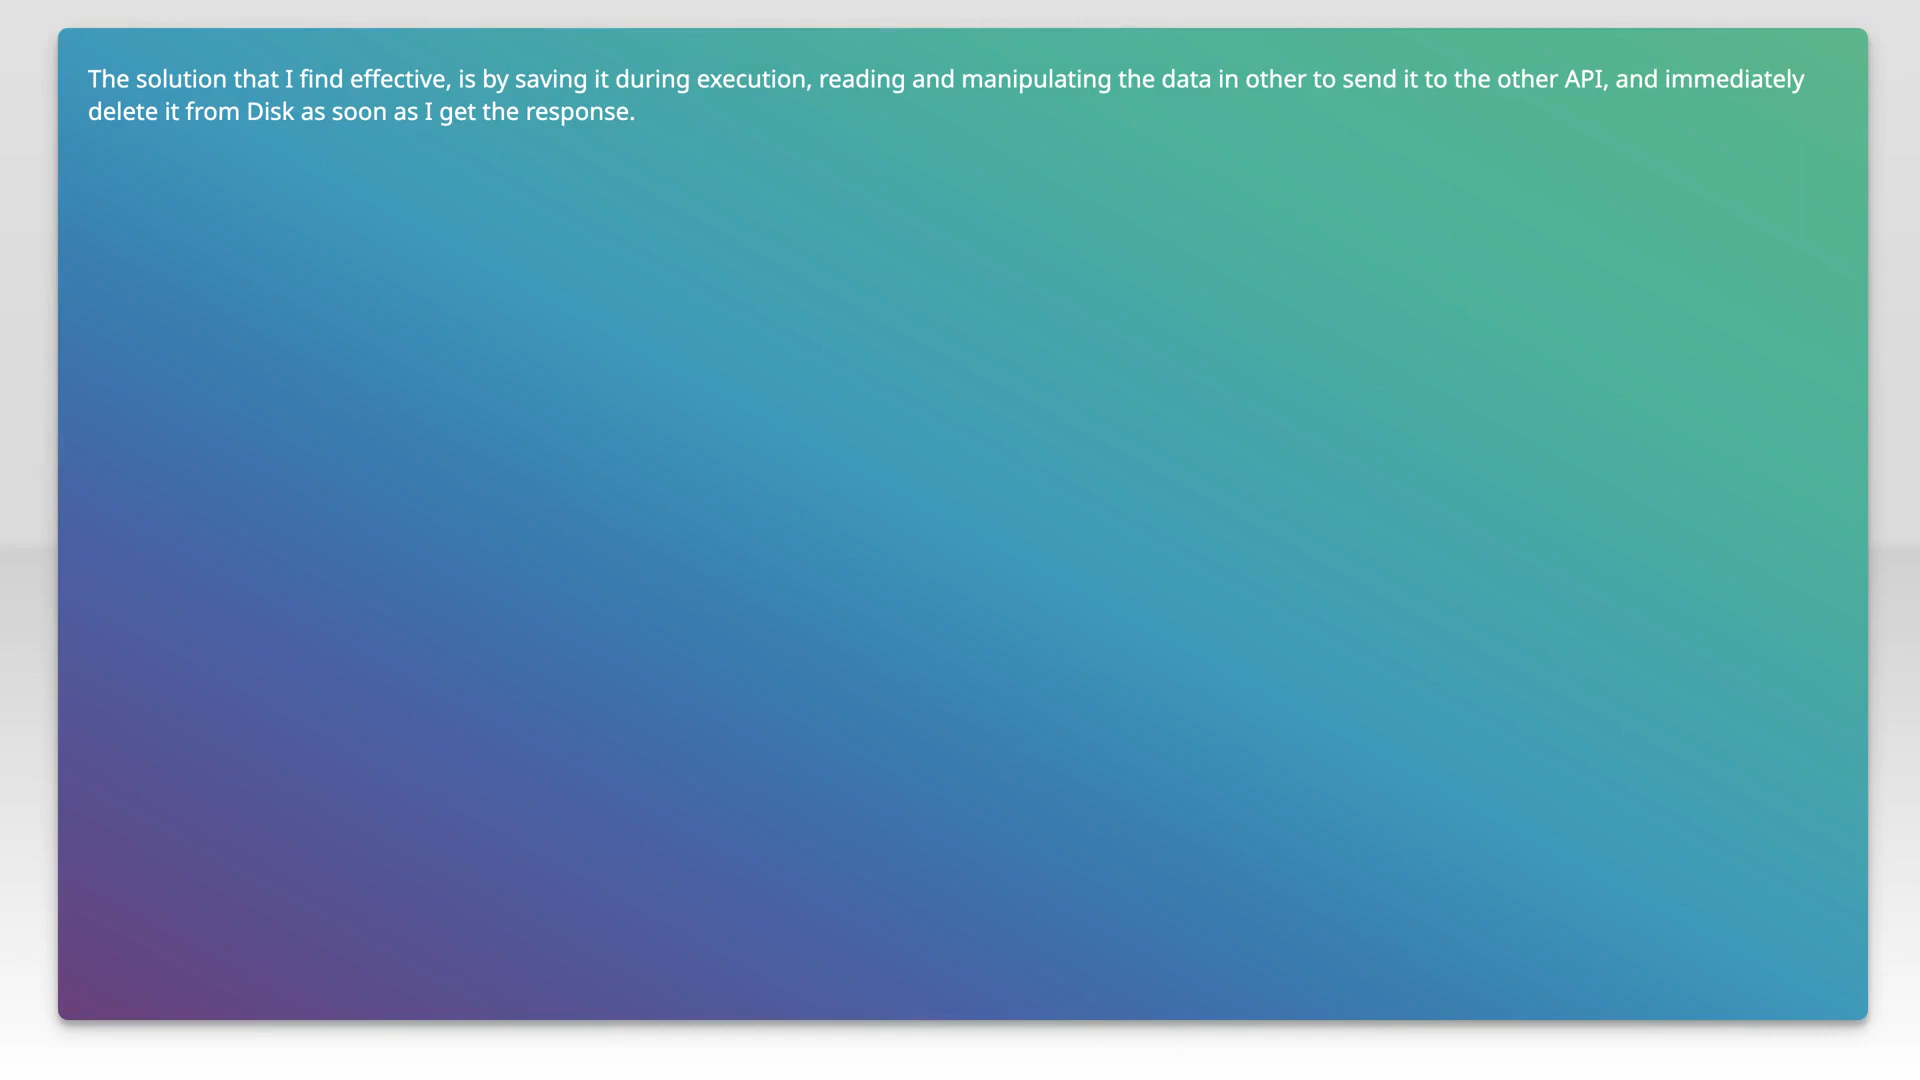 The solution that I find effective, is by saving it during execution, reading and manipulating the data in other to send it to the other API, and immediately
delete it from Disk as soon as I get the response.